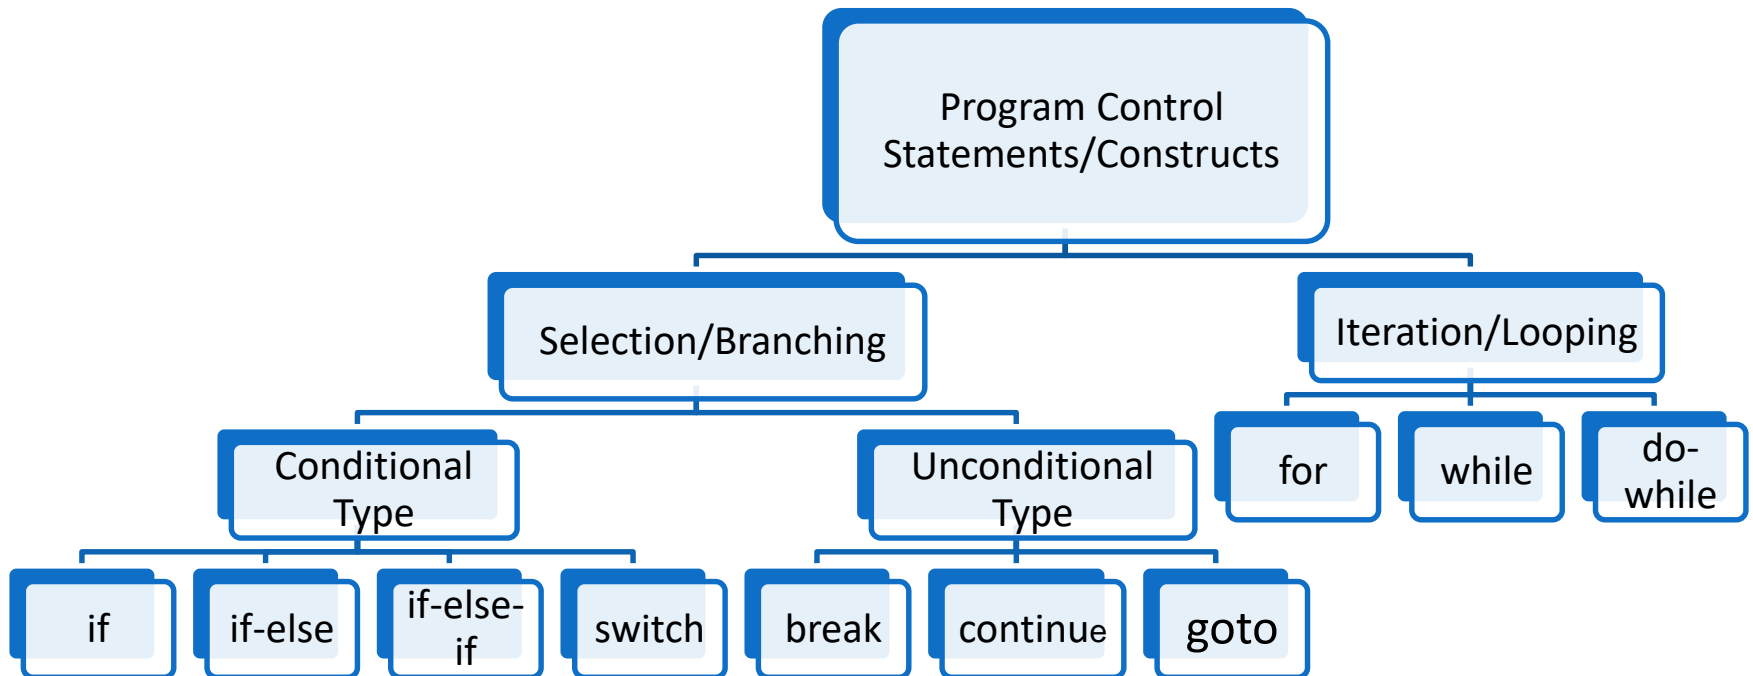 Program Control
Statements/Constructs
Selection/Branching
Iteration/Looping
Conditional
Type
Unconditional
Type
for
while
do-
while
if
if-else
if-else-
if
switch
break
continue
goto